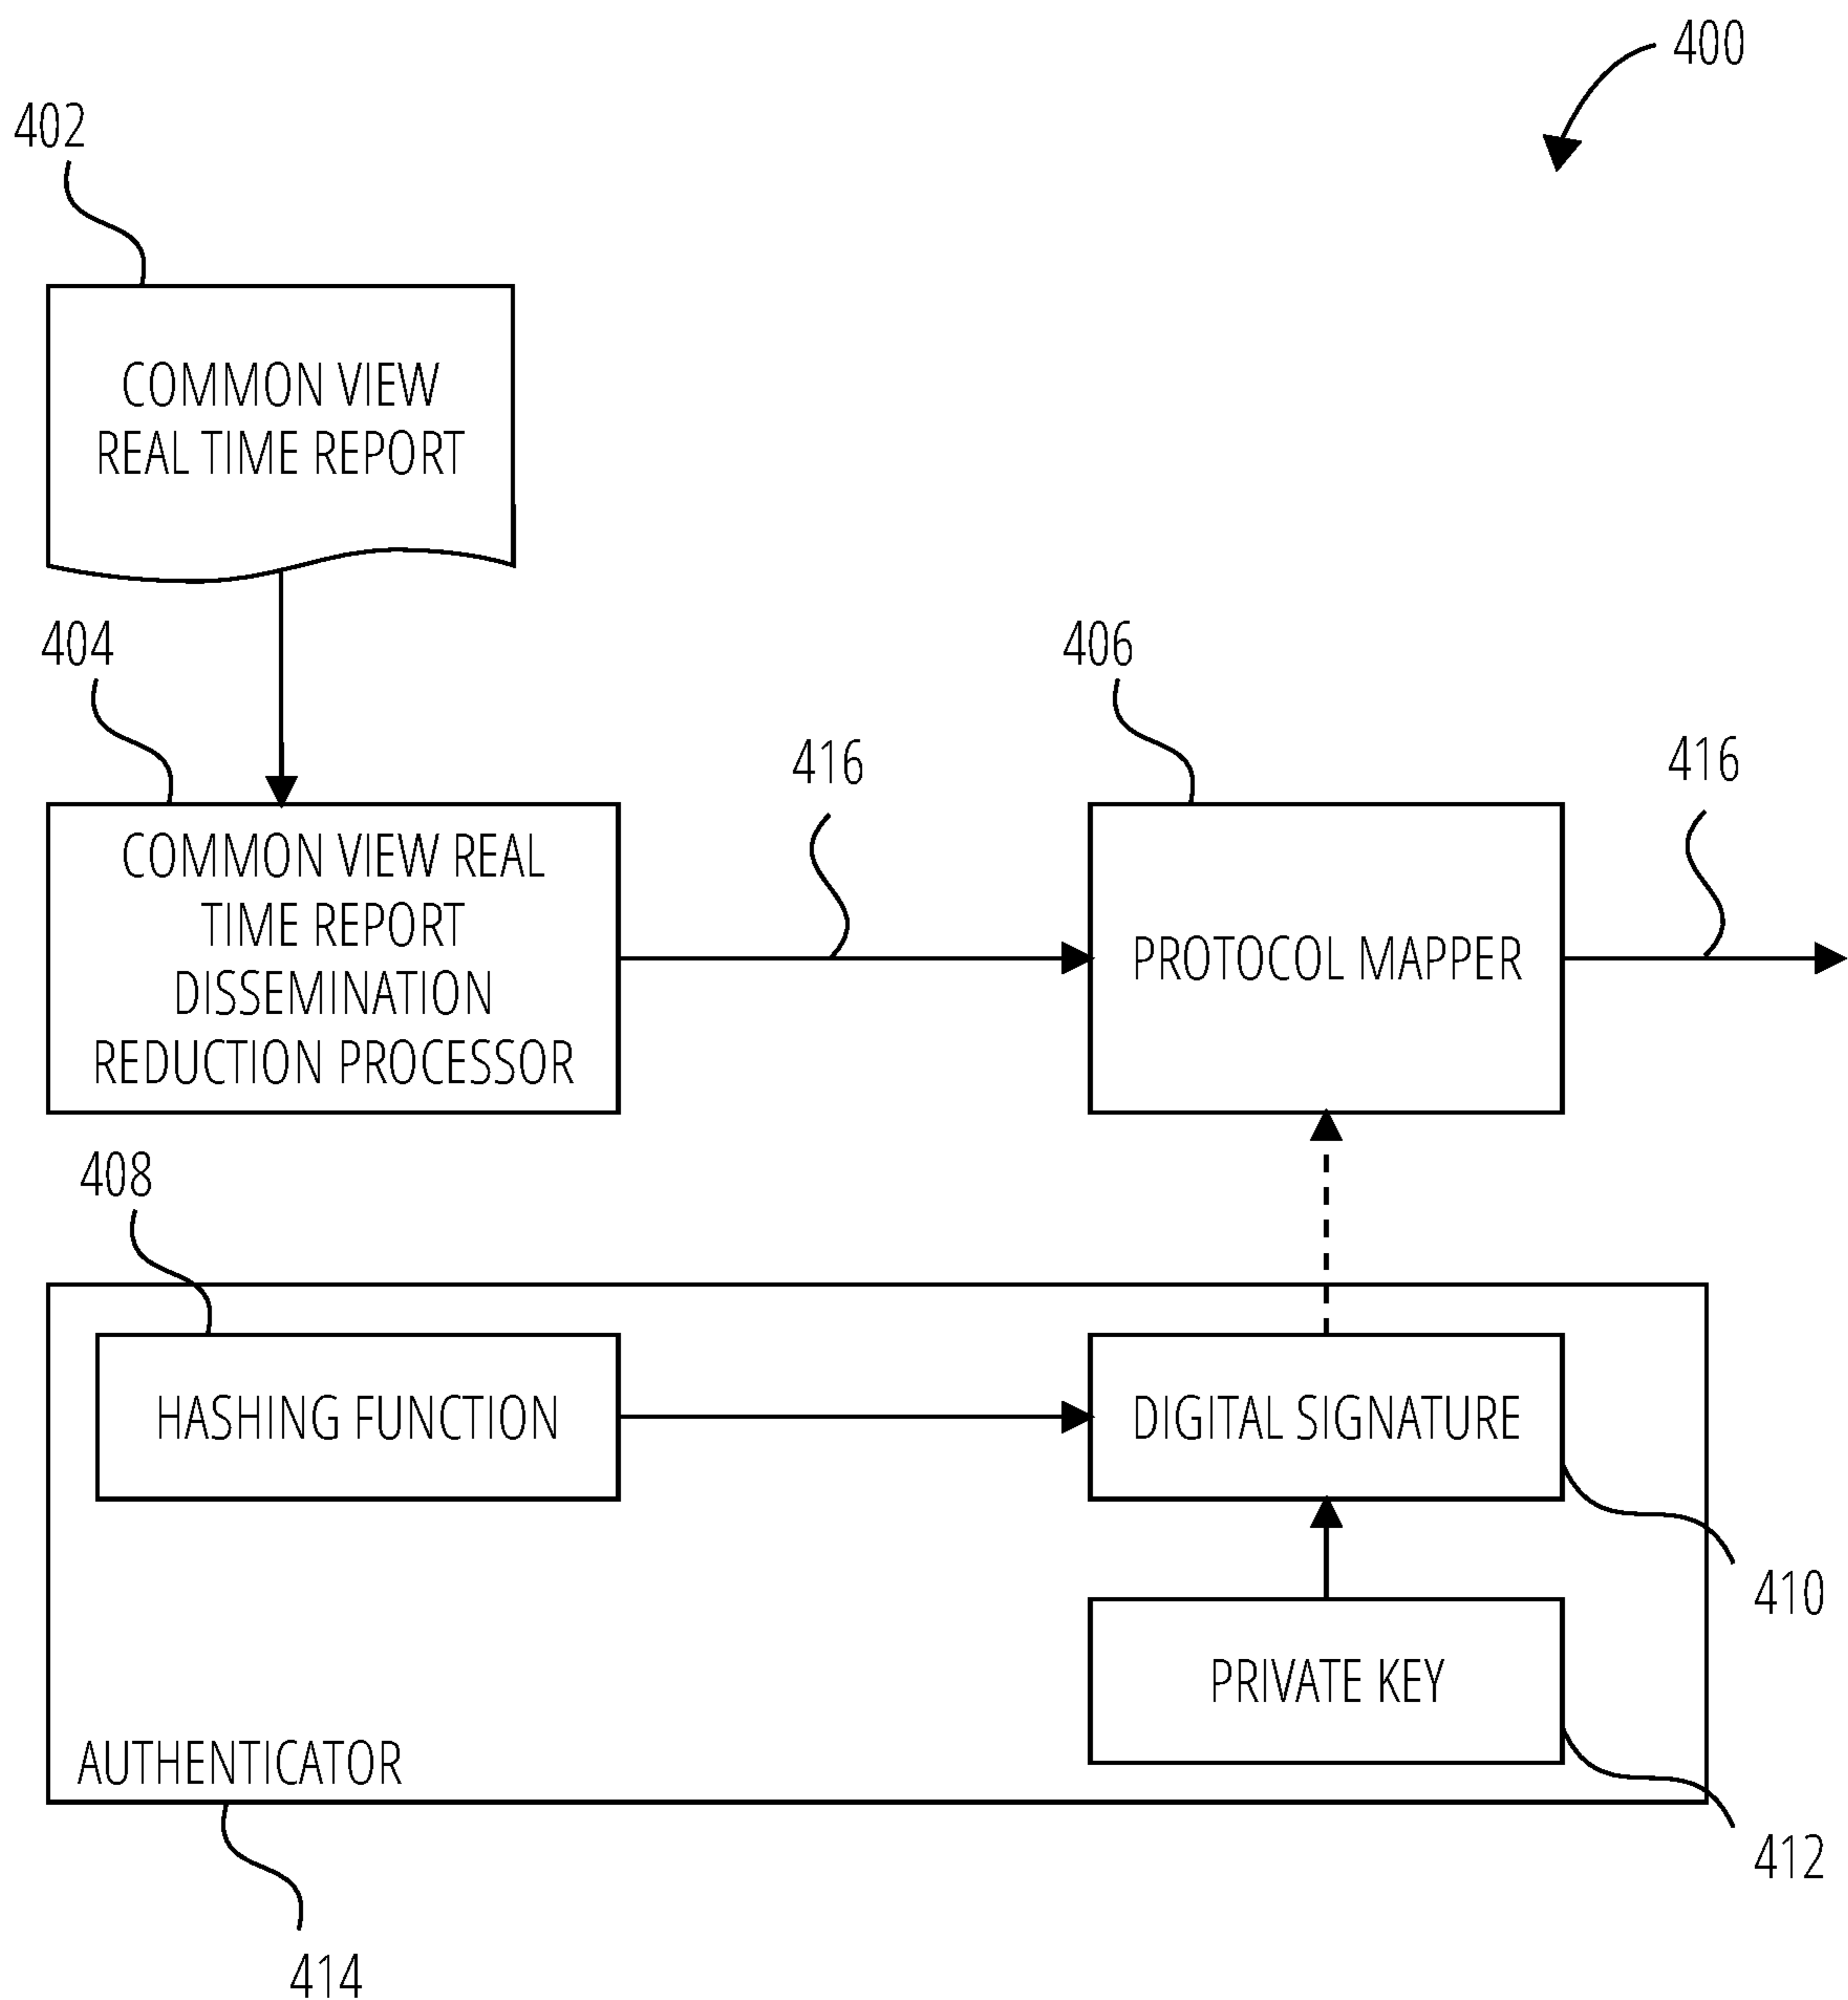 400
402
COMMON VIEW
REAL TIME REPORT
404
406
416
416
COMMON VIEW REAL
TIME REPORT
DISSEMINATION
REDUCTION PROCESSOR
PROTOCOL MAPPER
408
HASHING FUNCTION
DIGITAL SIGNATURE
410
PRIVATE KEY
AUTHENTICATOR
412
414